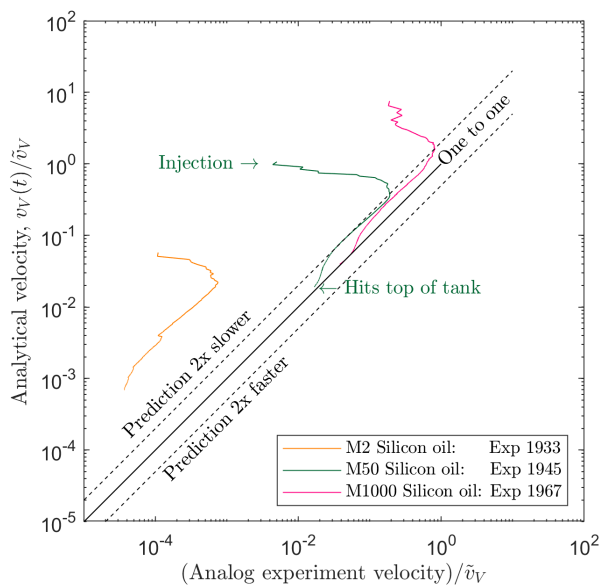 10^2
10^1
10^0
10^-1
10^-2
10^-3
10^-4
10^-5
Analytical velocity, v_V(t)/ṽ_V
One to one
Injection →
← Hits top of tank
Prediction 2x slower
Prediction 2x faster
M2 Silicon oil: Exp 1933
M50 Silicon oil: Exp 1945
M1000 Silicon oil: Exp 1967
10^-4 10^-2 10^0 10^2
(Analog experiment velocity)/ṽ_V